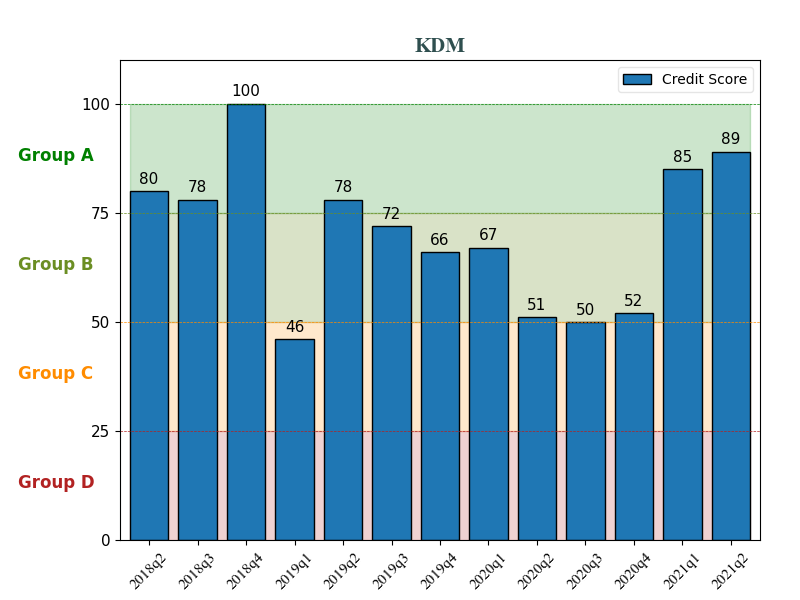 KDM
Credit Score
100
75
50
25
0
Group A
Group B
Group C
Group D
80
78
100
46
78
72
66
67
51
50
52
85
89
2018q2
2018q3
2018q4
2019q1
2019q2
2019q3
2019q4
2020q1
2020q2
2020q3
2020q4
2021q1
2021q2